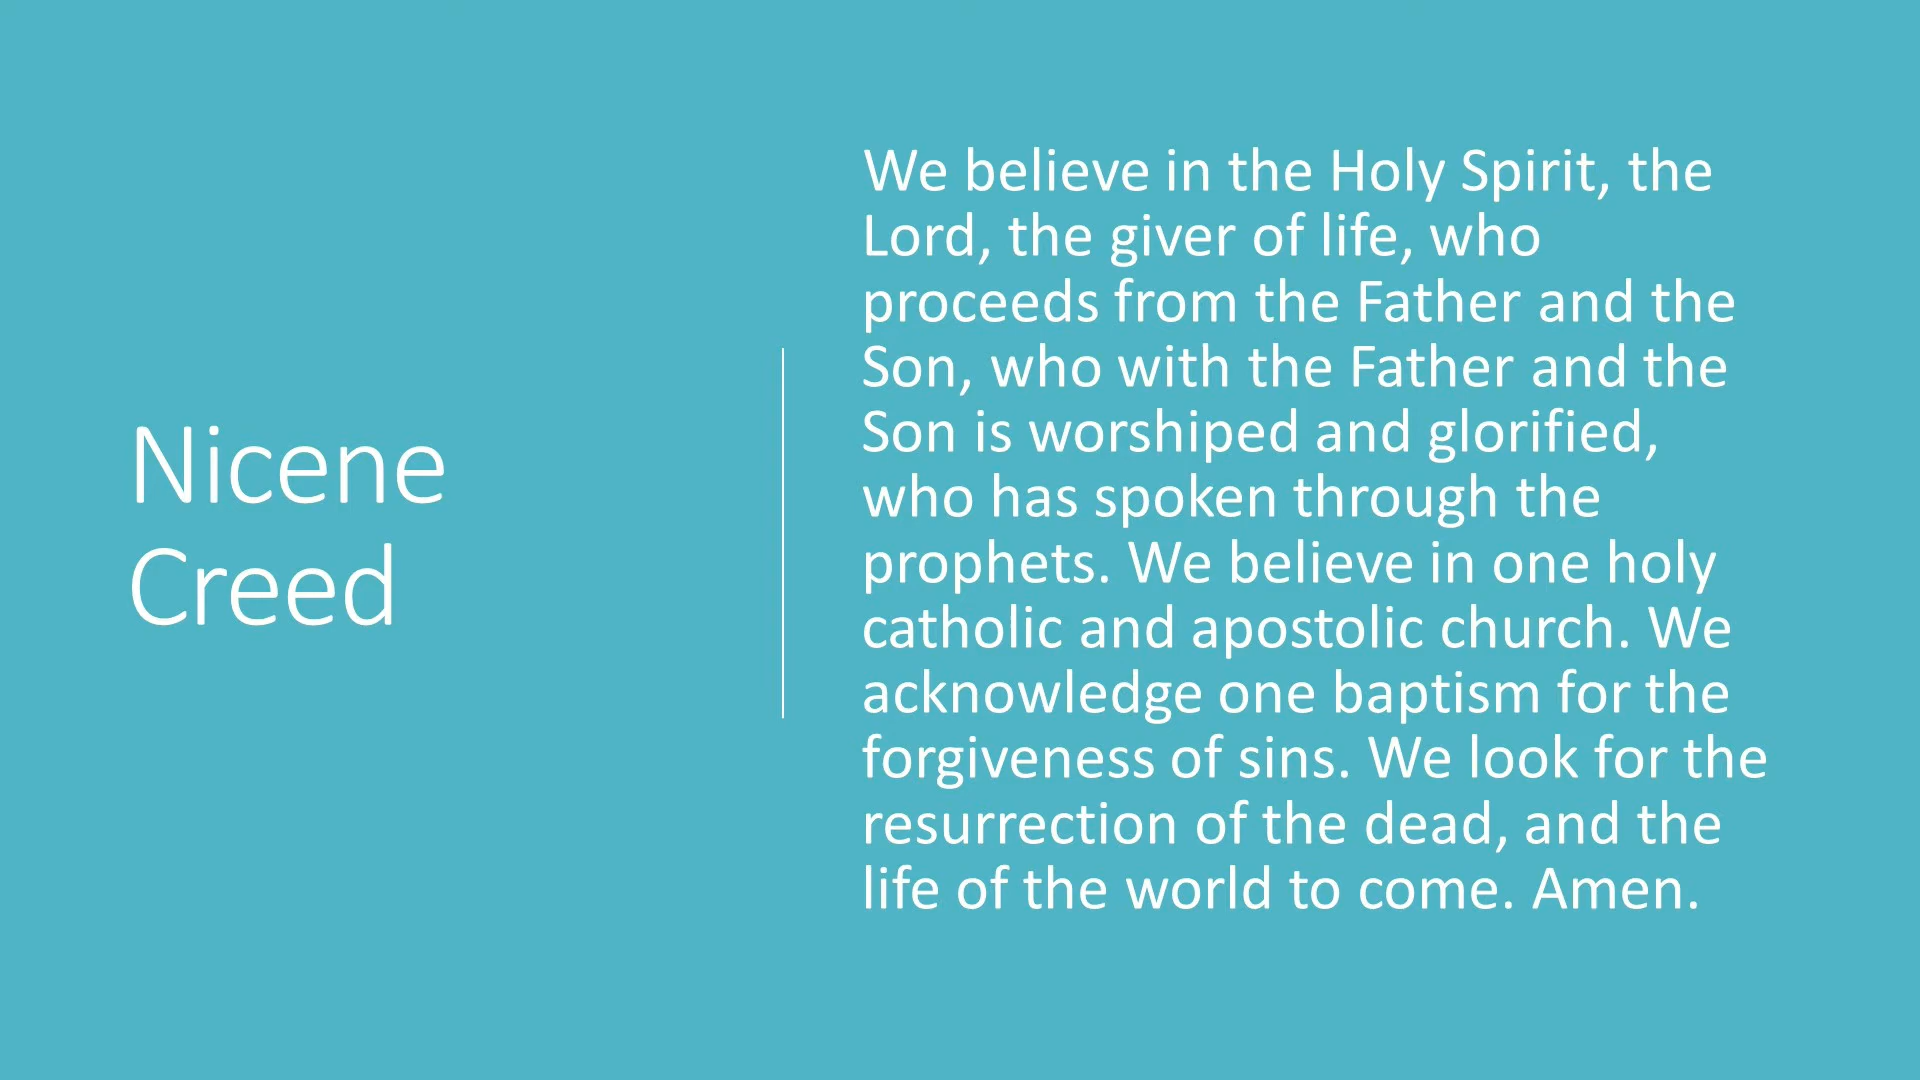 Nicene
Creed
We believe in the Holy Spirit, the
Lord, the giver of life, who
proceeds from the Father and the
Son, who with the Father and the
Son is worshiped and glorified,
who has spoken through the
prophets. We believe in one holy
catholic and apostolic church. We
acknowledge one baptism for the
forgiveness of sins. We look for the
resurrection of the dead, and the
life of the world to come. Amen.